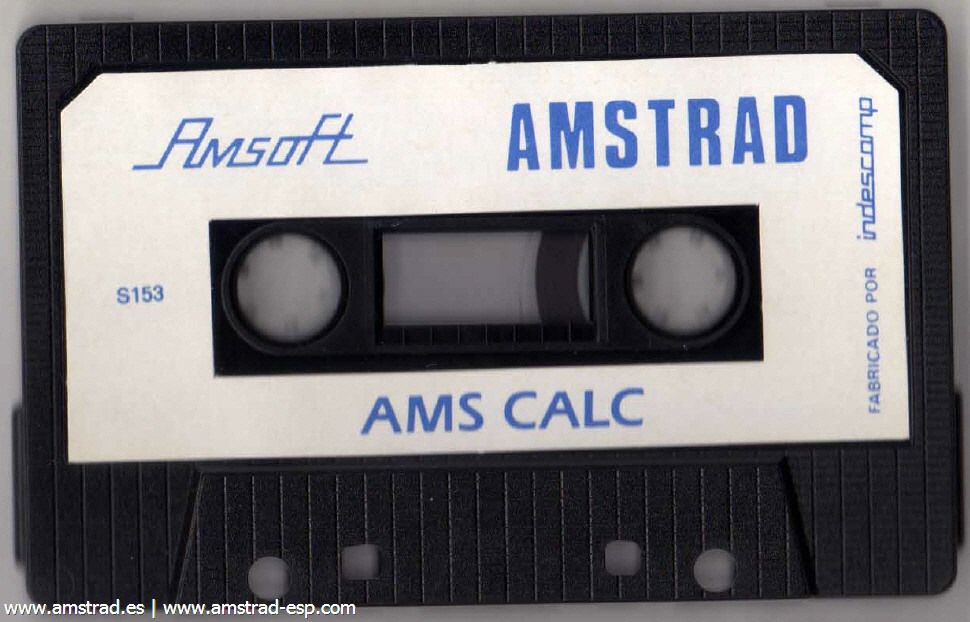 Amsoft
AMSTRAD
S153
AMS CALC
FABRICADO POR indescomp
www.amstrad.es | www.amstrad-esp.com